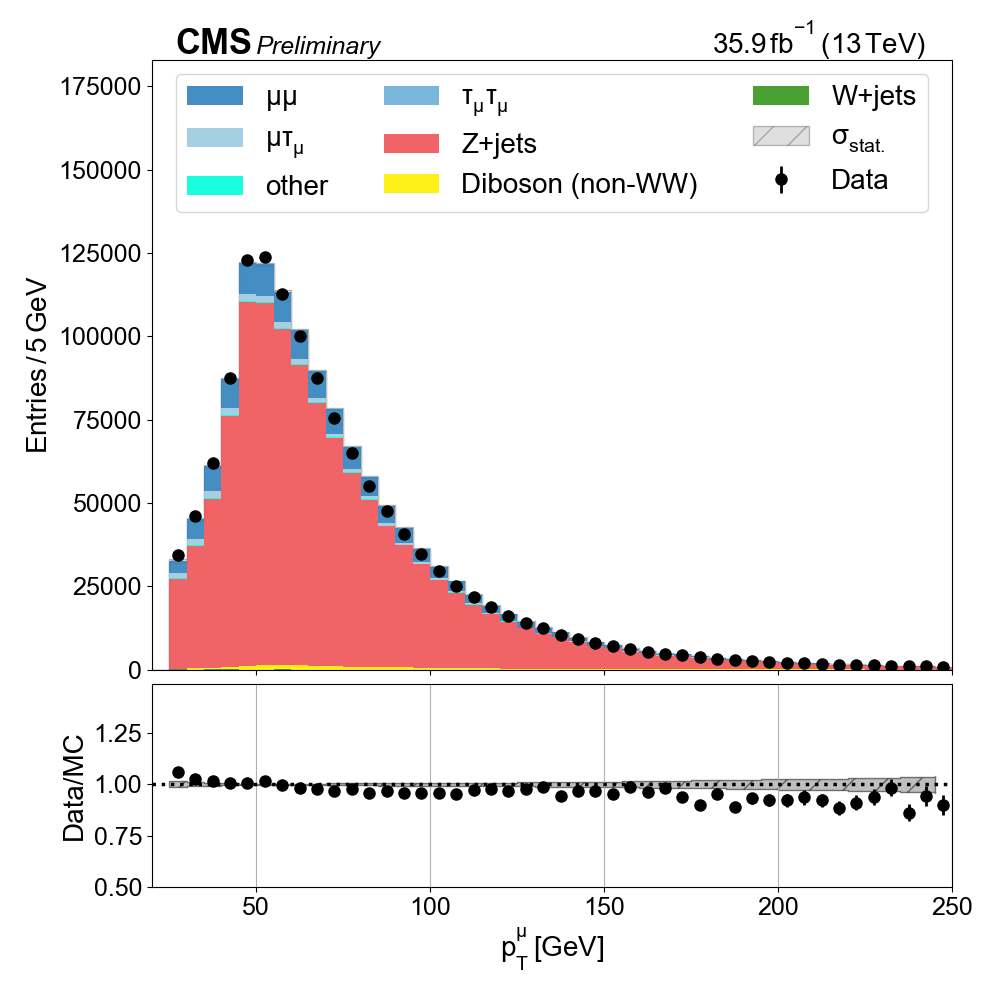 CMS Preliminary 35.9 fb⁻¹ (13 TeV)
175000
150000
125000
100000
75000
50000
25000
0
Entries / 5 GeV
μμ
μτμ
other
τμτμ
Z+jets
Diboson (non-WW)
W+jets
σstat.
Data
1.25
1.00
0.75
0.50
Data/MC
50 100 150 200 250
pTμ [GeV]